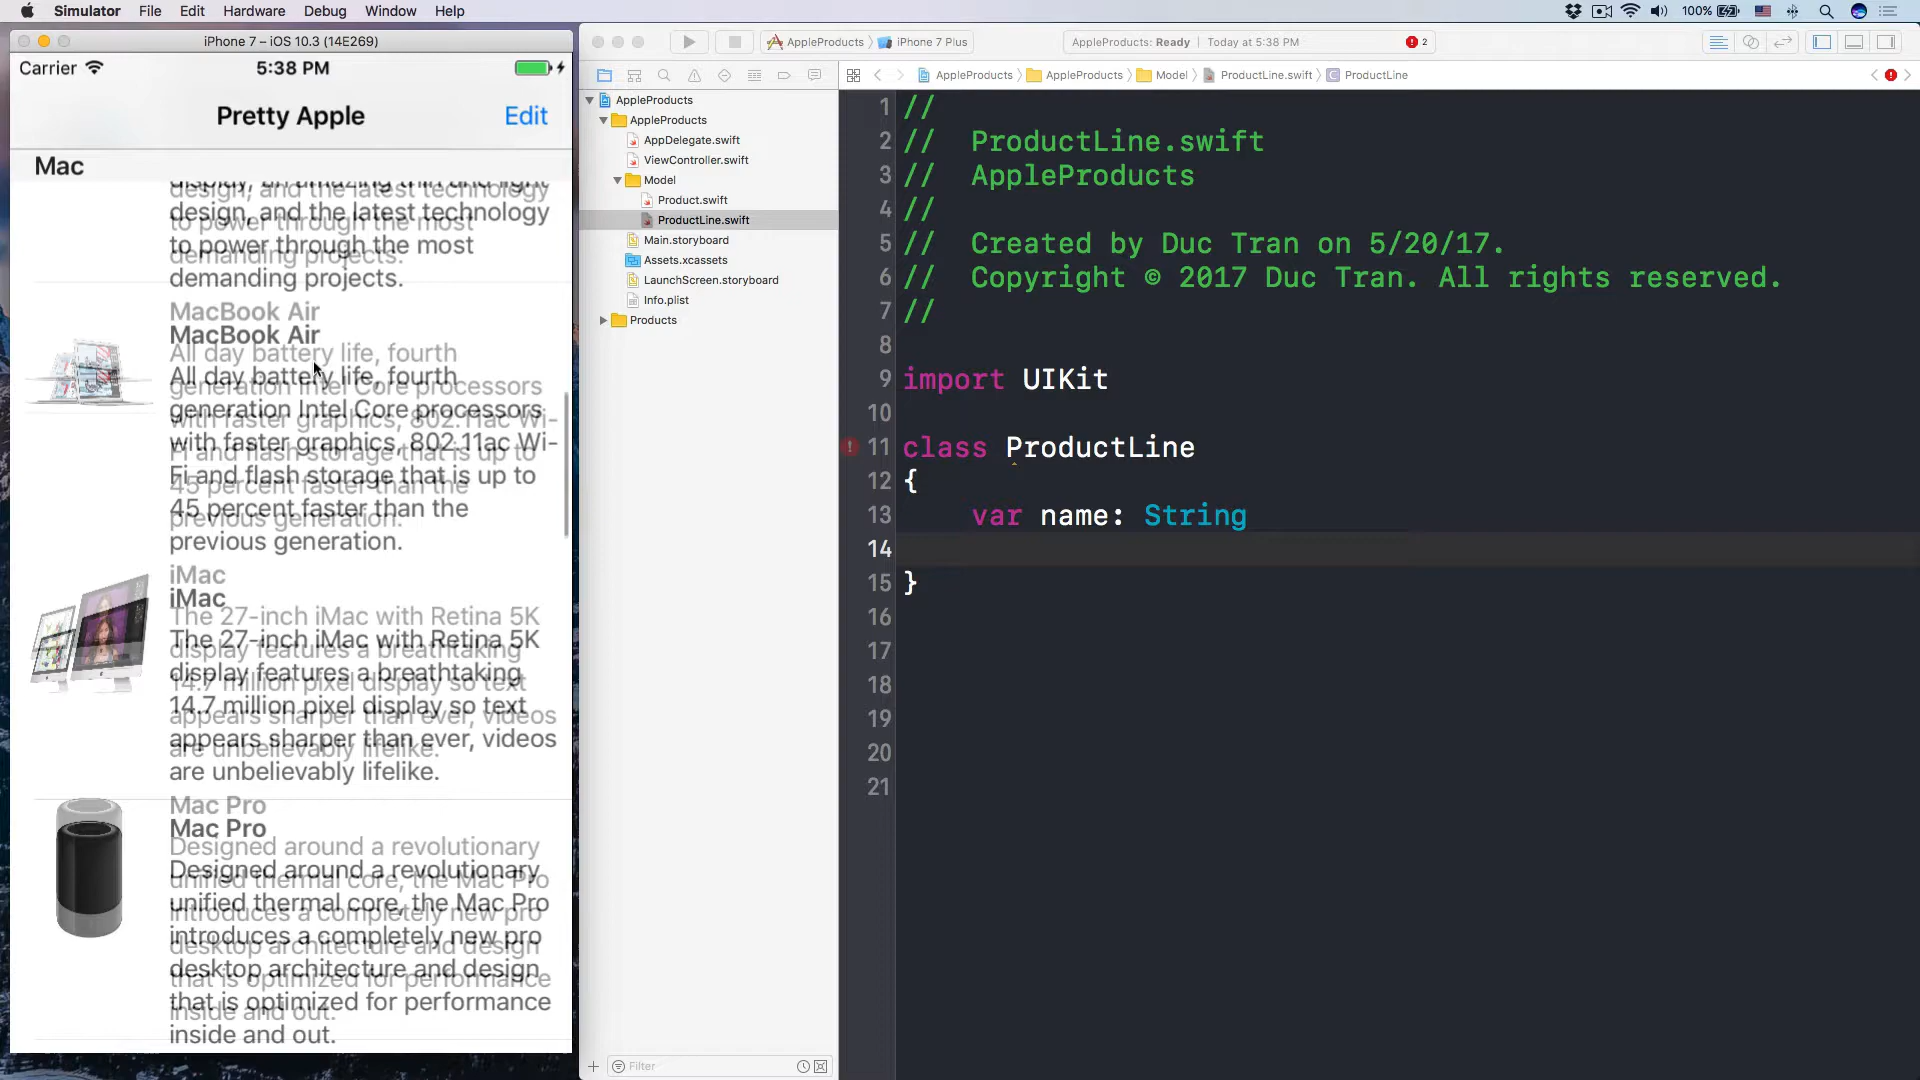 Simulator File Edit Hardware Debug Window Help
100%
iPhone 7 – iOS 10.3 (14E269)
Carrier 5:38 PM
Pretty Apple Edit
Mac
display, an amazing thin and light
design, and the latest technology
to power through the most
demanding projects.
MacBook Air
All day battery life, fourth
generation Intel Core processors
with faster graphics, 802.11ac Wi-
Fi and flash storage that is up to
45 percent faster than the
previous generation.
iMac
The 27-inch iMac with Retina 5K
display features a breathtaking
14.7 million pixel display so text
appears sharper than ever, videos
are unbelievably lifelike.
Mac Pro
Designed around a revolutionary
unified thermal core, the Mac Pro
introduces a completely new pro
desktop architecture and design
that is optimized for performance
inside and out.
AppleProducts iPhone 7 Plus
AppleProducts: Ready | Today at 5:38 PM 2
AppleProducts AppleProducts Model ProductLine.swift C ProductLine
AppleProducts
AppleProducts
AppDelegate.swift
ViewController.swift
Model
Product.swift
ProductLine.swift
Main.storyboard
Assets.xcassets
LaunchScreen.storyboard
Info.plist
Products
Filter
1 //
2 // ProductLine.swift
3 // AppleProducts
4 //
5 // Created by Duc Tran on 5/20/17.
6 // Copyright © 2017 Duc Tran. All rights reserved.
7 //
8
9 import UIKit
10
11 class ProductLine
12 {
13 var name: String
14
15 }
16
17
18
19
20
21